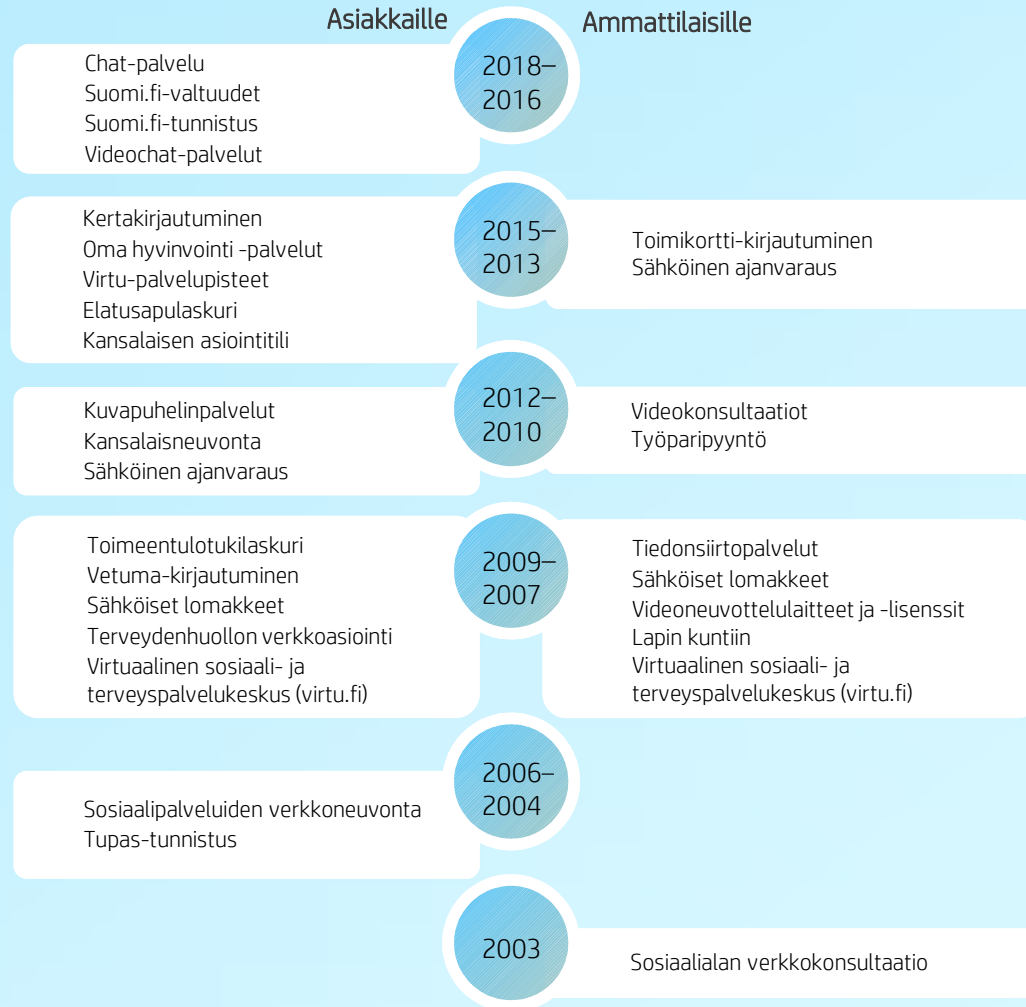 Asiakkaille
Ammattilaisille
2018–
2016
Chat-palvelu
Suomi.fi-valtuudet
Suomi.fi-tunnistus
Videochat-palvelut
2015–
2013
Kertakirjautuminen
Oma hyvinvointi -palvelut
Virtu-palvelupisteet
Elatusapulaskuri
Kansalaisen asiointitili
Toimikortti-kirjautuminen
Sähköinen ajanvaraus
2012–
2010
Kuvapuhelinpalvelut
Kansalaisneuvonta
Sähköinen ajanvaraus
Videokonsultaatiot
Työparipyyntö
2009–
2007
Toimeentulotukilaskuri
Vetuma-kirjautuminen
Sähköiset lomakkeet
Terveydenhuollon verkkoasiointi
Virtuaalinen sosiaali- ja
terveyspalvelukeskus (virtu.fi)
Tiedonsiirtopalvelut
Sähköiset lomakkeet
Videoneuvottelulaitteet ja -lisenssit
Lapin kuntiin
Virtuaalinen sosiaali- ja
terveyspalvelukeskus (virtu.fi)
2006–
2004
Sosiaalipalveluiden verkkoneuvonta
Tupas-tunnistus
2003
Sosiaalialan verkkokonsultaatio